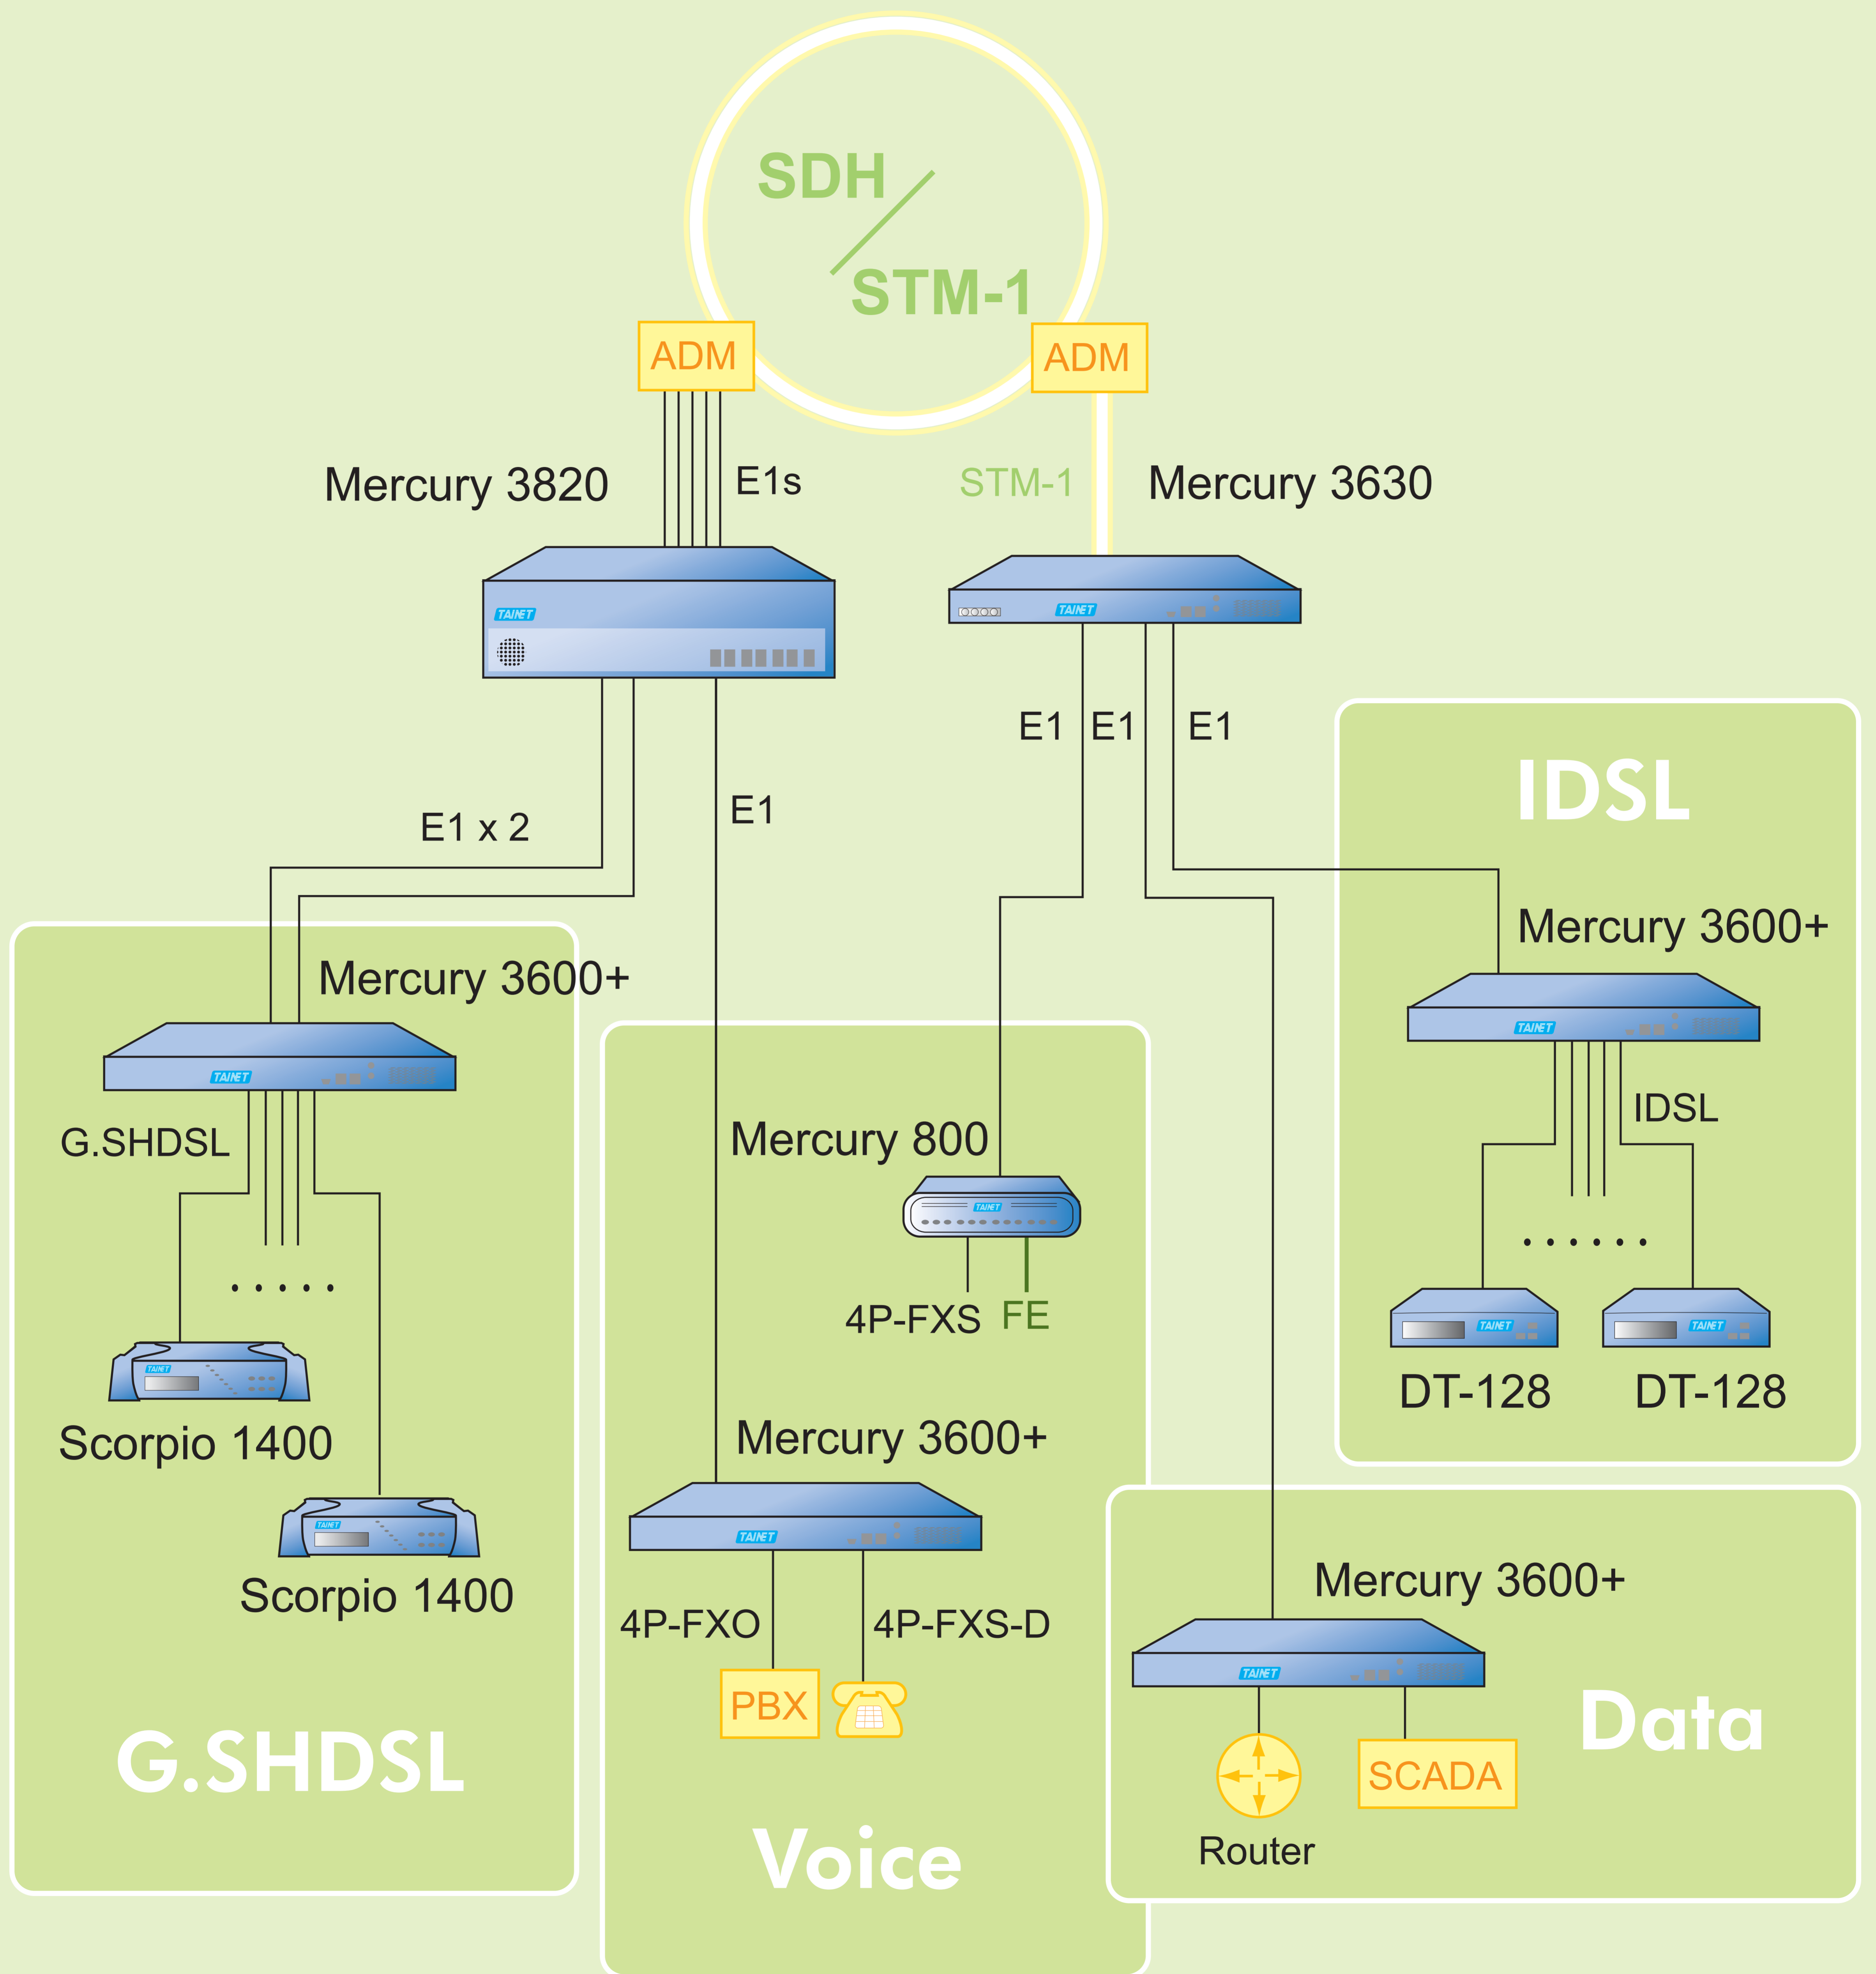 SDH
STM-1
ADM
ADM
Mercury 3820
E1s
STM-1
Mercury 3630
TAINET
TAINET
E1
E1
E1
IDSL
E1 x 2
E1
Mercury 3600+
Mercury 3600+
TAINET
TAINET
G.SHDSL
Mercury 800
IDSL
TAINET
4P-FXS
FE
TAINET
TAINET
DT-128
DT-128
TAINET
Scorpio 1400
Mercury 3600+
TAINET
TAINET
Scorpio 1400
Mercury 3600+
4P-FXO
4P-FXS-D
TAINET
PBX
Data
G.SHDSL
SCADA
Router
Voice